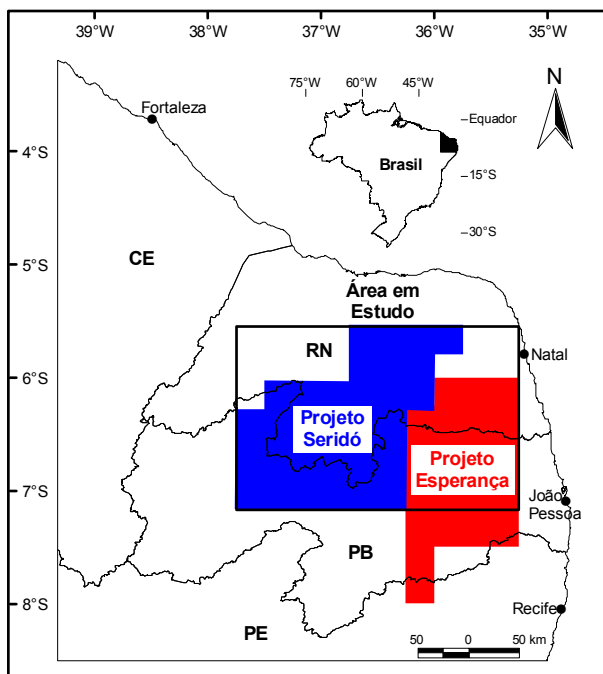 39°W 38°W 37°W 36°W 35°W
75°W 60°W 45°W
N
Fortaleza
Equador
4°S
Brasil
15°S
30°S
CE
5°S
Área em
Estudo
RN
Natal
6°S
Projeto
Seridó
Projeto
Esperança
7°S
João
Pessoa
PB
8°S
Recife
PE
50 0 50 km